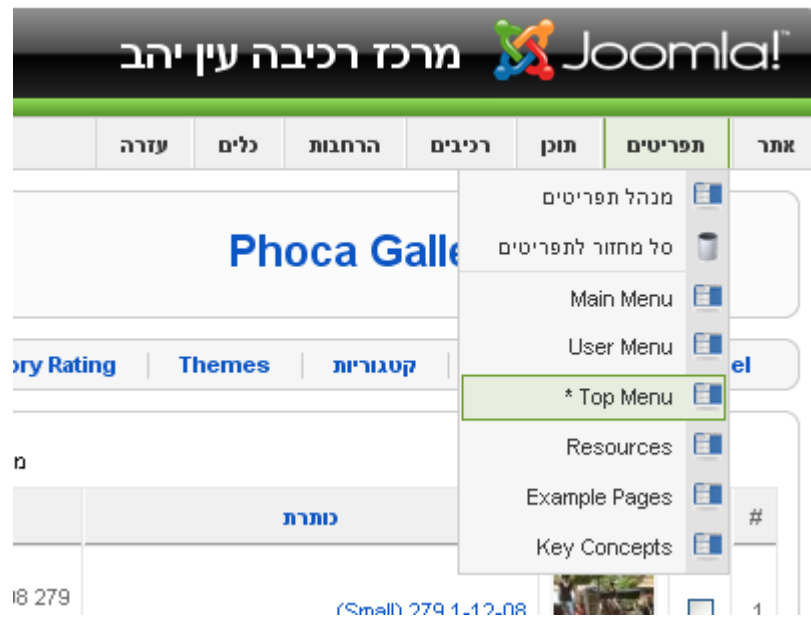 Joomla!™ מרכז רכיבה עין יהב
אתר תפריטים תוכן רכיבים הרחבות כלים עזרה
מנהל תפריטים
סל מחזור לתפריטים
Phoca Galle
Main Menu
User Menu
el קטגוריות Themes ory Rating
* Top Menu
Resources
מ
Example Pages
# כותרת
Key Concepts
1 (Small) 279 1-12-08 08 279